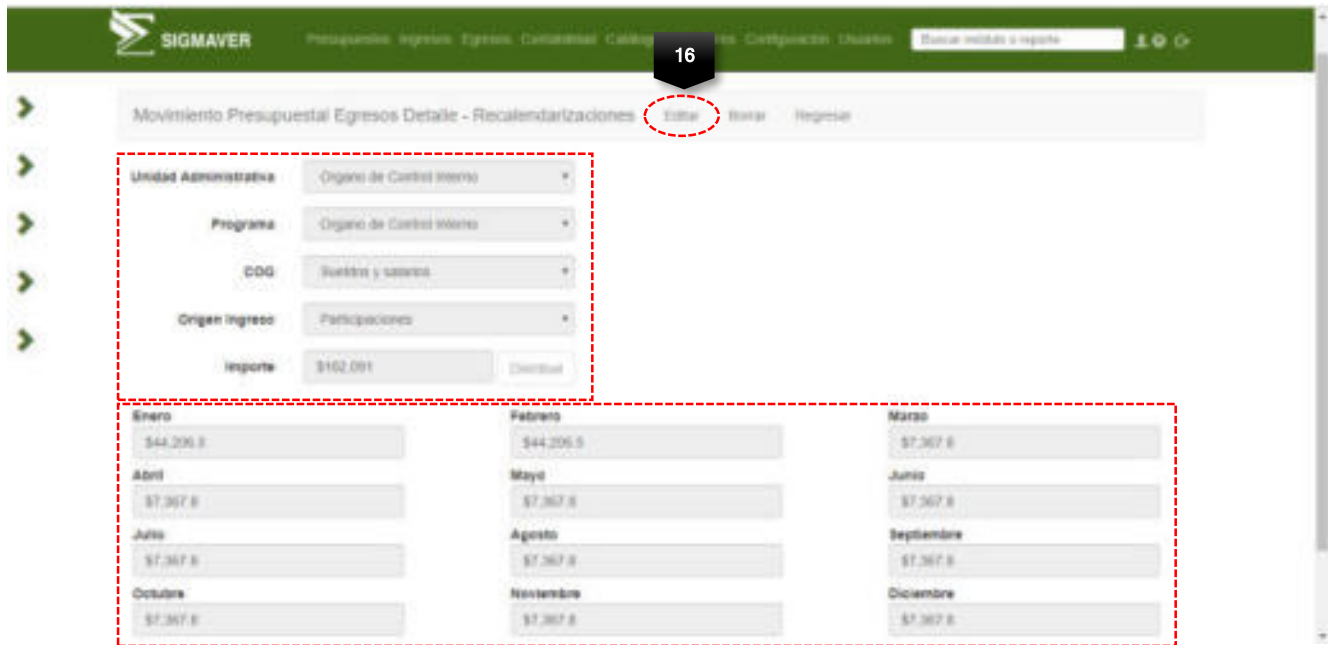 SIGMAVER
Presupuestos Ingresos Egresos Contabilidad Configuración Usuarios Buscar módulo o reporte
16
Movimiento Presupuestal Egresos Detalle - Recalendarizaciones Editar Borrar Regresar
Unidad Administrativa Organo de Control Interno
Programa Organo de Control Interno
COG Sueldos y salarios
Origen Ingreso Participaciones
Importe $162,091 Distribuir
Enero Febrero Marzo
$44,206.5 $44,206.5 $7,367.8
Abril Mayo Junio
$7,367.8 $7,367.8 $7,367.8
Julio Agosto Septiembre
$7,367.8 $7,367.8 $7,367.8
Octubre Noviembre Diciembre
$7,367.8 $7,367.8 $7,367.8